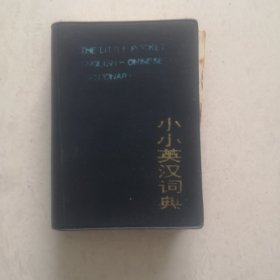 THE LITTLE POCKET
ENGLISH-CHINESE
DICTIONARY
小小英汉词典